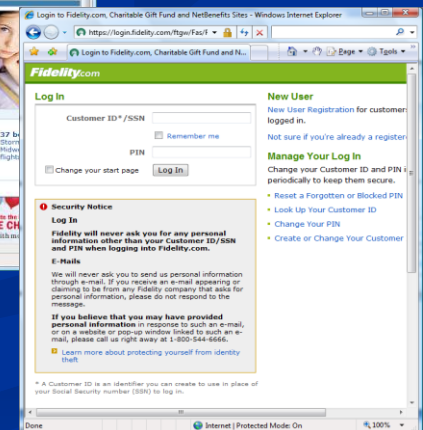 Login to Fidelity.com, Charitable Gift Fund and NetBenefits Sites - Windows Internet Explorer
https://login.fidelity.com/ftgw/Fas/F
Login to Fidelity.com, Charitable Gift Fund and N...
Page
Tools
Fidelity.com
Log In
Customer ID*/SSN
Remember me
PIN
Change your start page
Log In
New User
New User Registration for customers
logged in.
Not sure if you're already a register
Manage Your Log In
Change your Customer ID and PIN
periodically to keep them secure.
Reset a Forgotten or Blocked PIN
Look Up Your Customer ID
Change Your PIN
Create or Change Your Customer
Security Notice
Log In
Fidelity will never ask you for any personal
information other than your Customer ID/SSN
and PIN when logging into Fidelity.com.
E-Mails
We will never ask you to send us personal information
through e-mail. If you receive an e-mail appearing or
claiming to be from any Fidelity company that asks for
personal information, please do not respond to the
message.
If you believe that you may have provided
personal information in response to such an e-mail,
or on a website or pop-up window linked to such an e-
mail, please call us right away at 1-800-544-6666.
Learn more about protecting yourself from identity
theft
* A Customer ID is an identifier you can create to use in place of
your Social Security number (SSN) to log in.
Done
Internet | Protected Mode: On
100%
37 b
Storm
Midw
flight